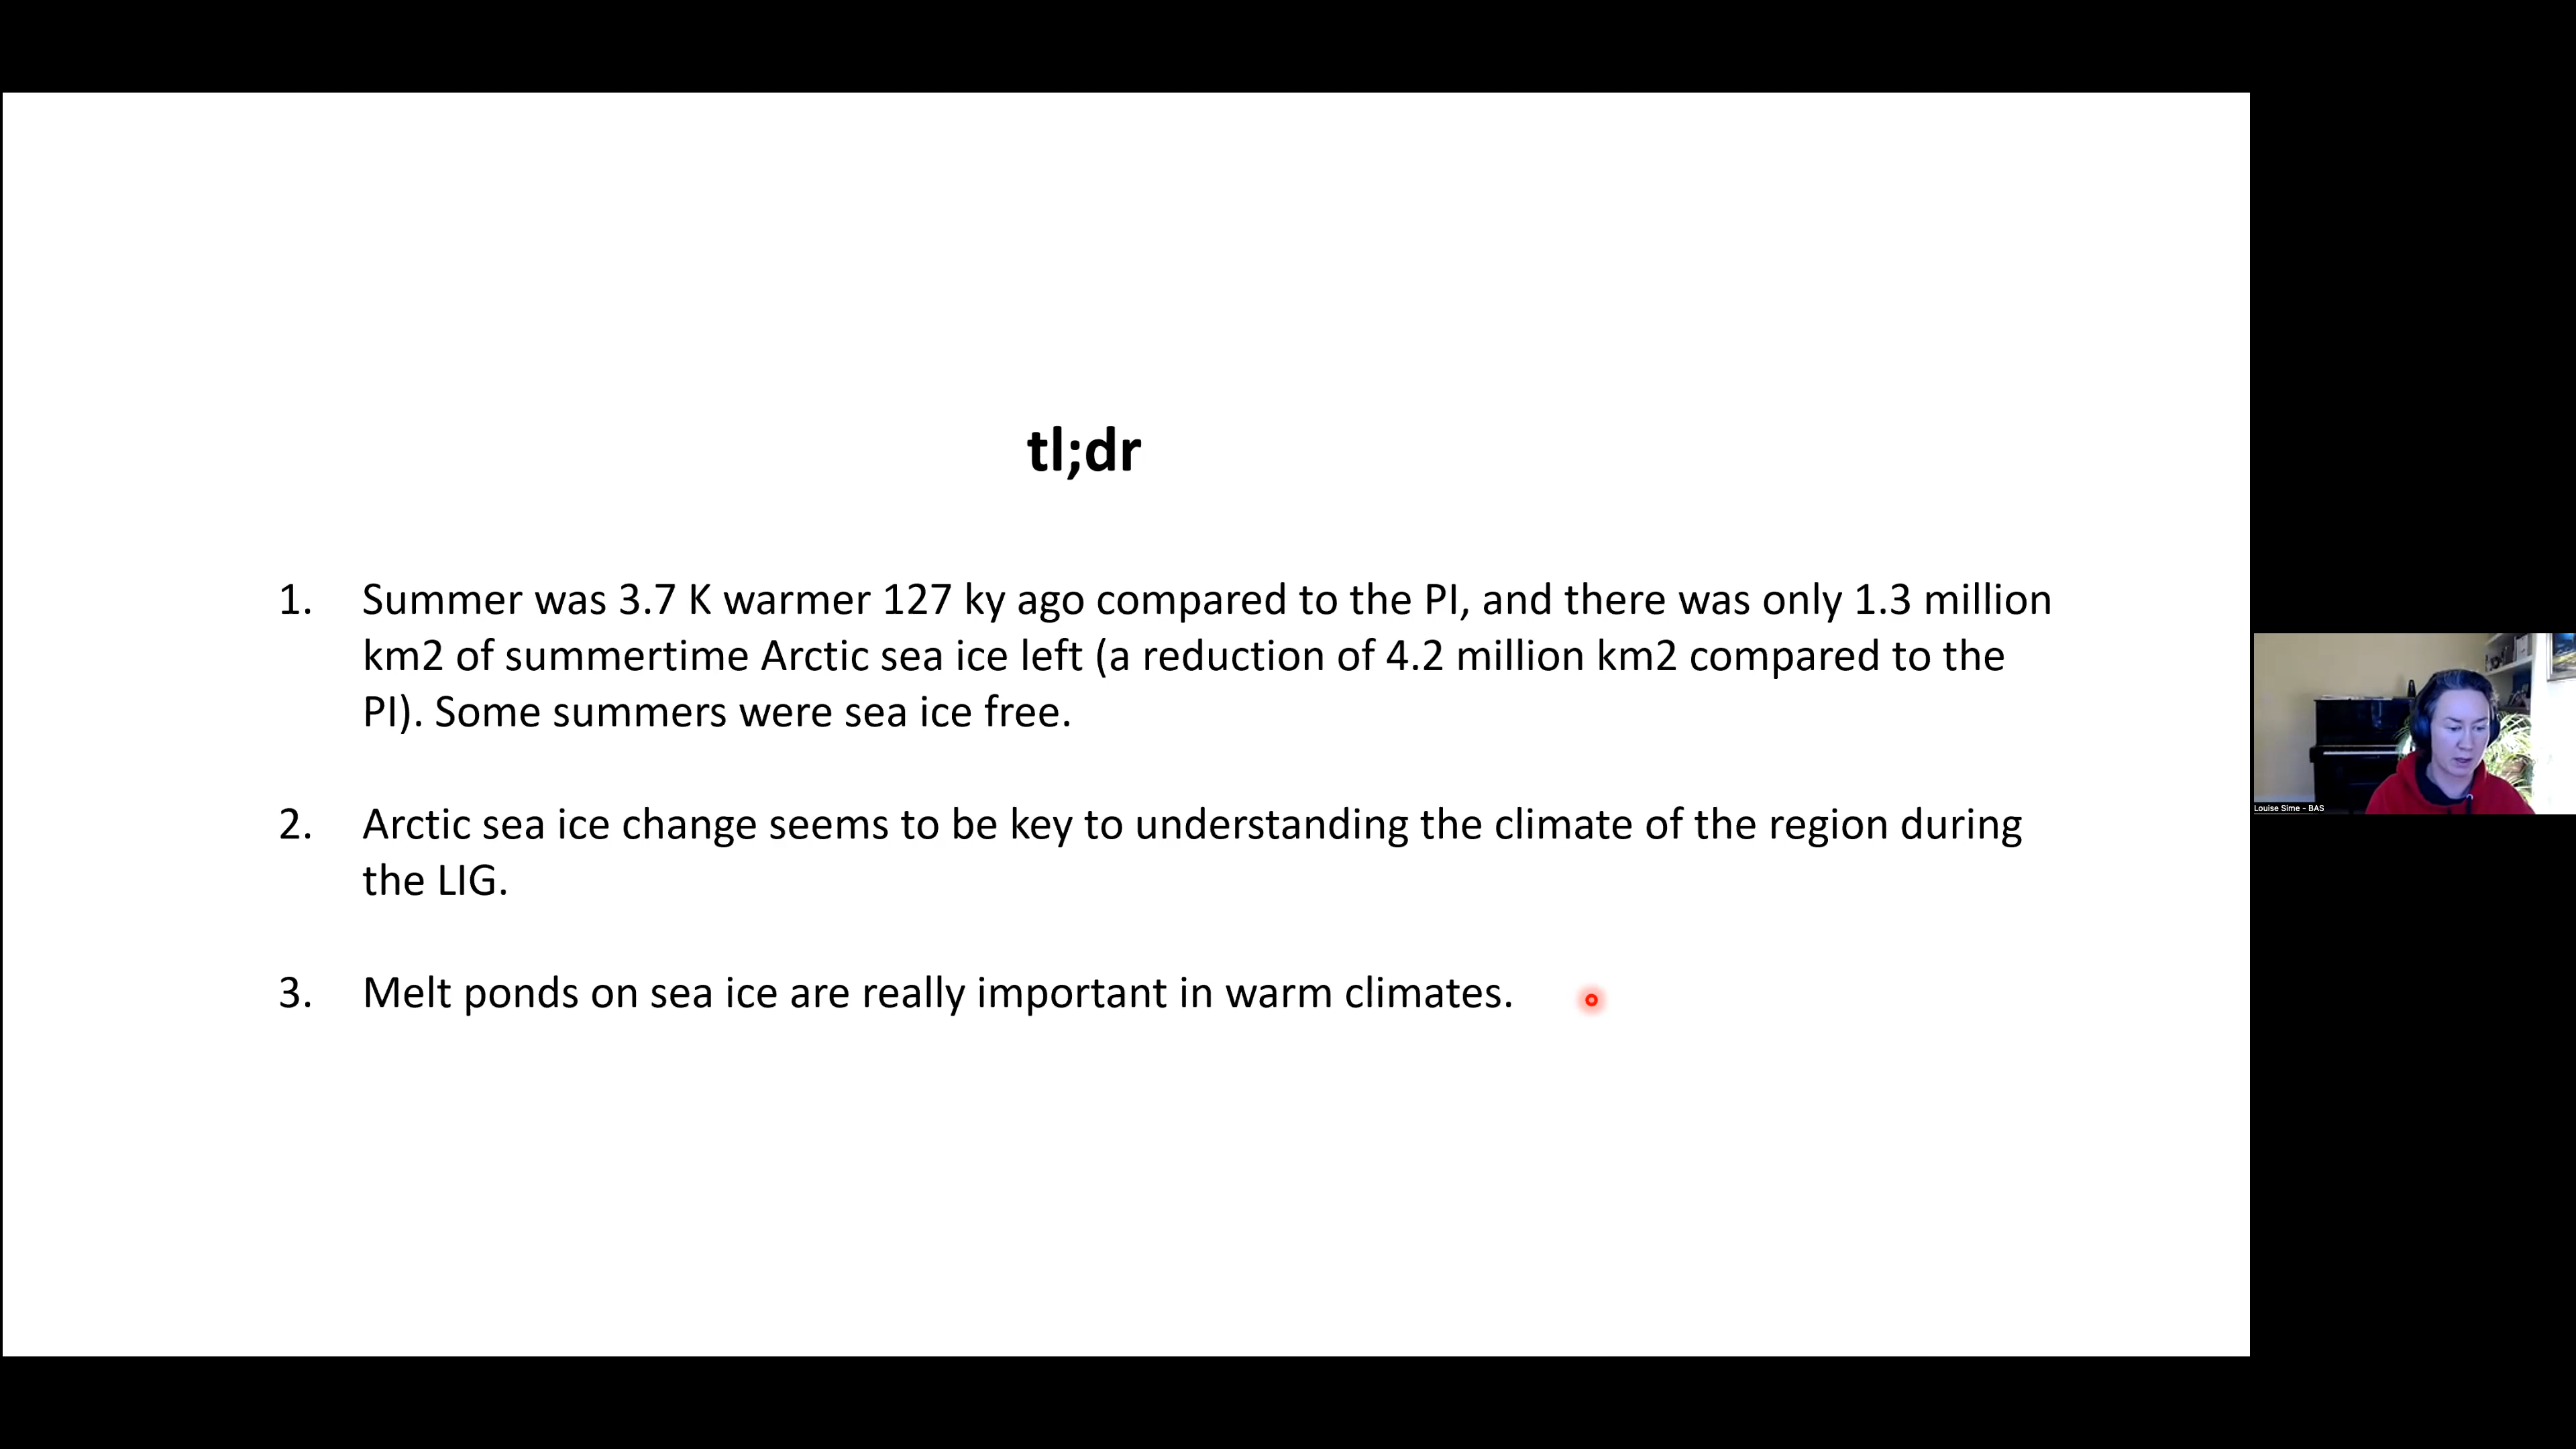 tl;dr
1. Summer was 3.7 K warmer 127 ky ago compared to the PI, and there was only 1.3 million
km2 of summertime Arctic sea ice left (a reduction of 4.2 million km2 compared to the
PI). Some summers were sea ice free.
2. Arctic sea ice change seems to be key to understanding the climate of the region during
the LIG.
3. Melt ponds on sea ice are really important in warm climates.
Louise Sime - BAS